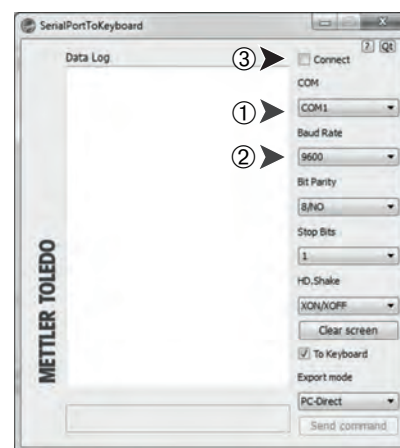 SerialPortToKeyboard
? Qt
Data Log
③ Connect
COM
① COM1
Baud Rate
② 9600
Bit Parity
8/NO
Stop Bits
1
HD.Shake
XON/XOFF
Clear screen
To Keyboard
Export mode
PC-Direct
Send command
METTLER TOLEDO